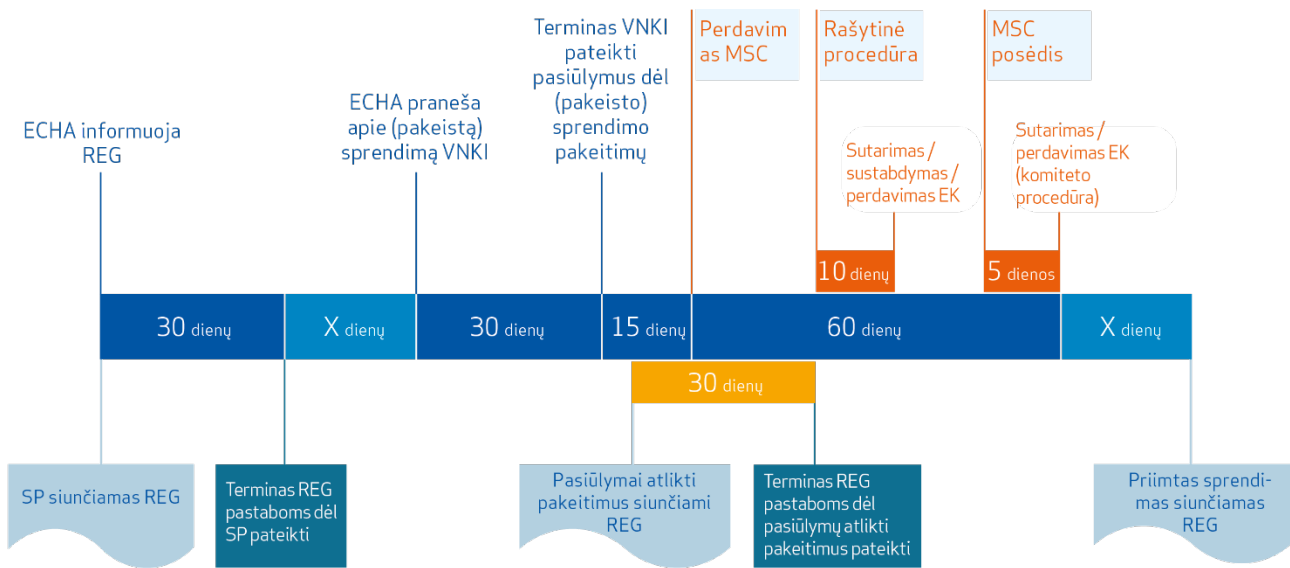 ECHA informuoja
REG
ECHA praneša
apie (pakeistą)
sprendimą VNKI
Terminas VNKI
pateikti
pasiūlymus dėl
(pakeisto)
sprendimo
pakeitimų
Perdavim
as MSC
Rašytinė
procedūra
MSC
posėdis
Sutarimas /
sustabdymas /
perdavimas EK
Sutarimas /
perdavimas EK
(komiteto
procedūra)
10 dienų
5 dienos
30 dienų
X dienų
30 dienų
15 dienų
60 dienų
X dienų
30 dienų
SP siunčiamas REG
Terminas REG
pastaboms dėl
SP pateikti
Pasiūlymai atlikti
pakeitimus siunčiami
REG
Terminas REG
pastaboms dėl
pasiūlymų atlikti
pakeitimus pateikti
Priimtas sprendi-
mas siunčiamas
REG